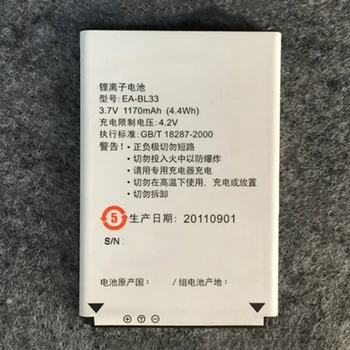 锂离子电池
型号: EA-BL33
3.7V 1170mAh (4.4Wh)
充电限制电压: 4.2V
执行标准: GB/T 18287-2000
警告! • 正负极切勿短路
• 切勿投入火中以防爆炸
• 请用专用充电器充电
• 切勿在高温下使用, 充电或放置
• 切勿拆卸
5 生产日期: 20110901
S/N:
电池原产国: /组电池产地: